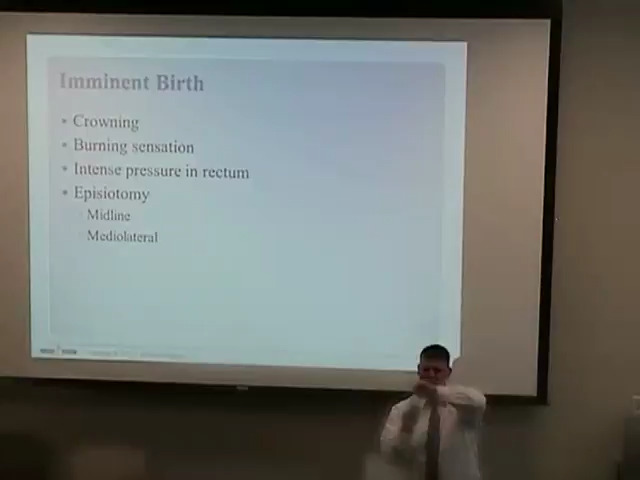 Imminent Birth
Crowning
Burning sensation
Intense pressure in rectum
Episiotomy
Midline
Mediolateral